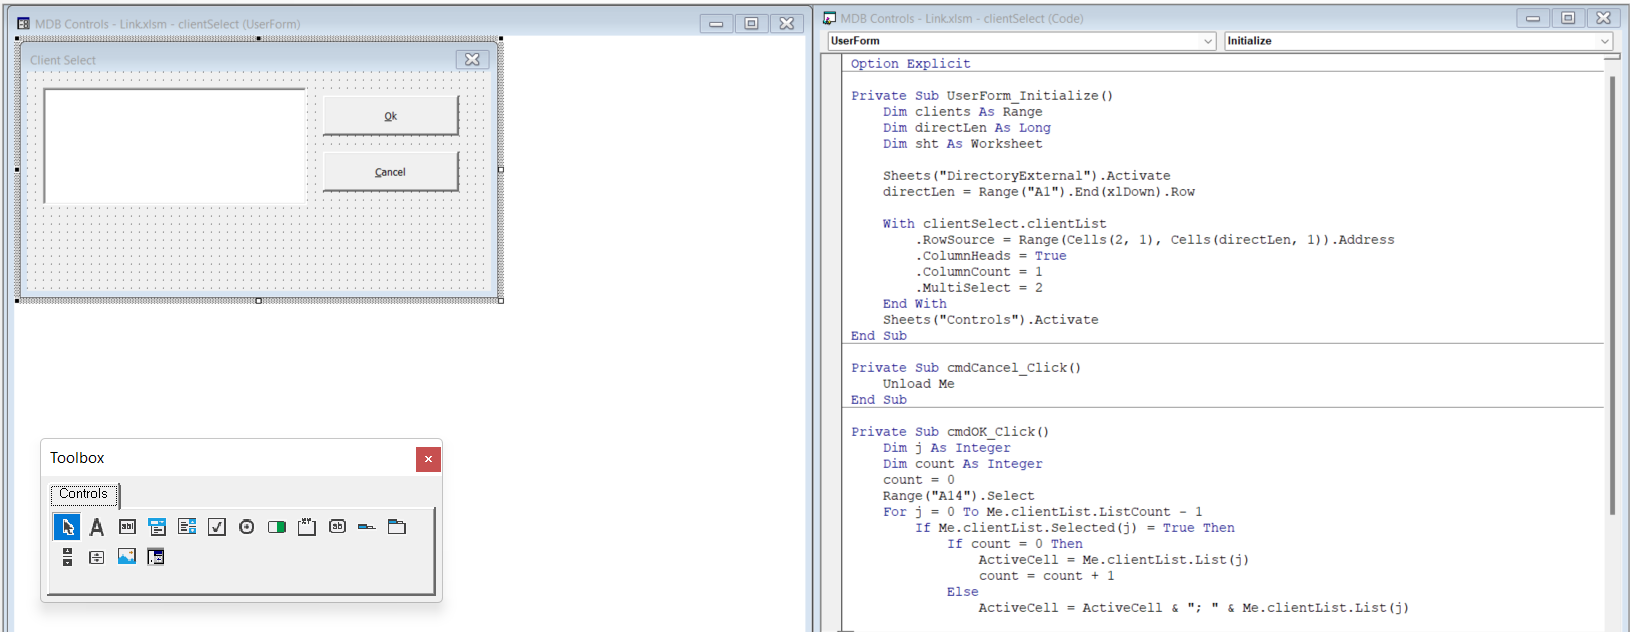 MDB Controls - Link.xlsm - clientSelect (UserForm)
Client Select
Ok
Cancel
Toolbox
Controls
A
abl
XY
ab
MDB Controls - Link.xlsm - clientSelect (Code)
UserForm
Initialize
Option Explicit
Private Sub UserForm_Initialize()
    Dim clients As Range
    Dim directLen As Long
    Dim sht As Worksheet
    Sheets("DirectoryExternal").Activate
    directLen = Range("A1").End(xlDown).Row
    With clientSelect.clientList
        .RowSource = Range(Cells(2, 1), Cells(directLen, 1)).Address
        .ColumnHeads = True
        .ColumnCount = 1
        .MultiSelect = 2
    End With
    Sheets("Controls").Activate
End Sub
Private Sub cmdCancel_Click()
    Unload Me
End Sub
Private Sub cmdOK_Click()
    Dim j As Integer
    Dim count As Integer
    count = 0
    Range("A14").Select
    For j = 0 To Me.clientList.ListCount - 1
        If Me.clientList.Selected(j) = True Then
            If count = 0 Then
                ActiveCell = Me.clientList.List(j)
                count = count + 1
            Else
                ActiveCell = ActiveCell & "; " & Me.clientList.List(j)